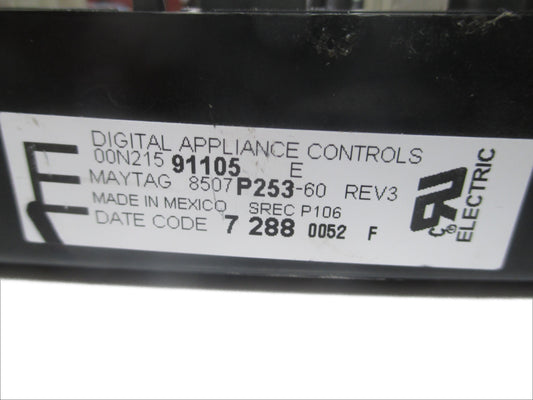 DIGITAL APPLIANCE CONTROLS
00N215 91105 E
MAYTAG 8507P253-60 REV3
MADE IN MEXICO SREC P106
DATE CODE 7 288 0052 F
ELECTRIC